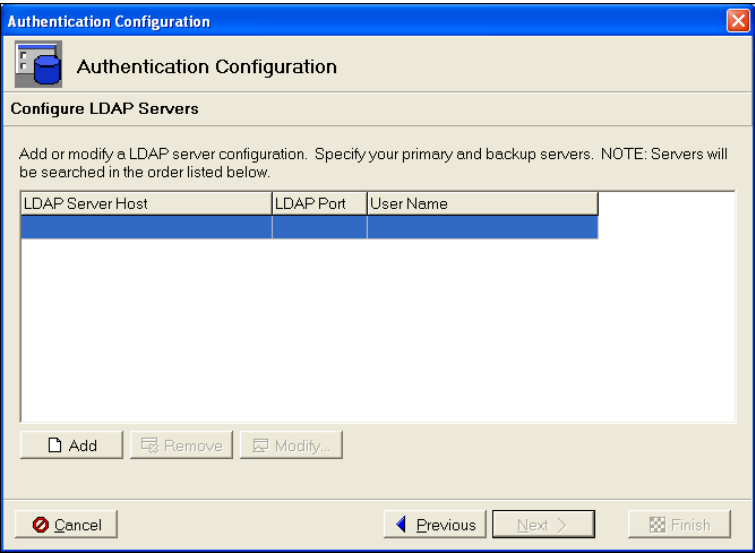 Authentication Configuration
Authentication Configuration
Configure LDAP Servers
Add or modify a LDAP server configuration. Specify your primary and backup servers. NOTE: Servers will
be searched in the order listed below.
LDAP Server Host LDAP Port User Name
Add Remove Modify...
Cancel Previous Next > Finish